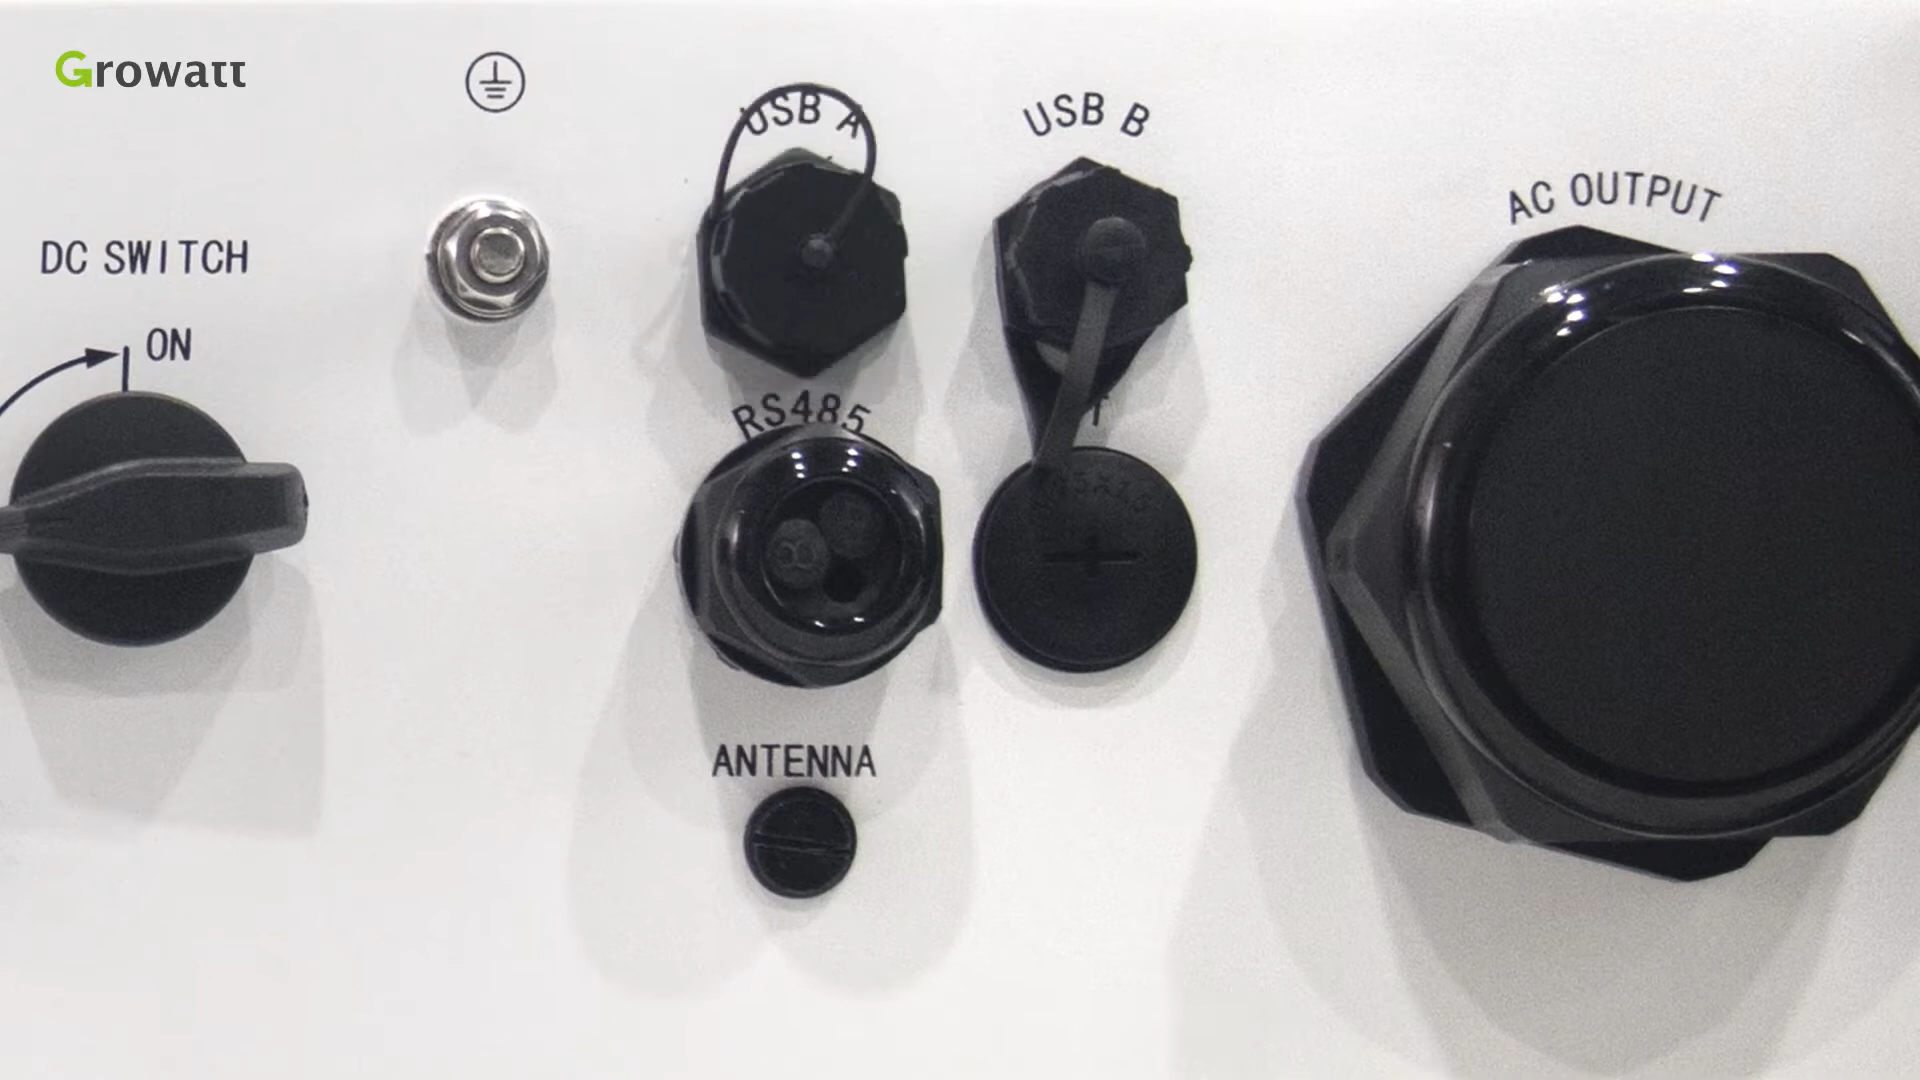 Growatt
USB A
USB B
AC OUTPUT
DC SWITCH
ON
RS485
ANTENNA